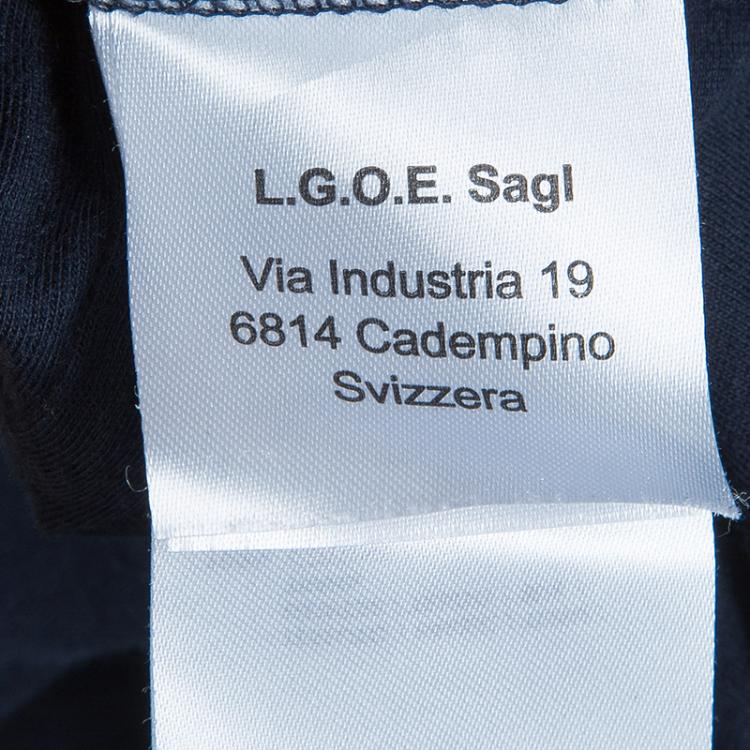 L.G.O.E. Sagl
Via Industria 19
6814 Cadempino
Svizzera